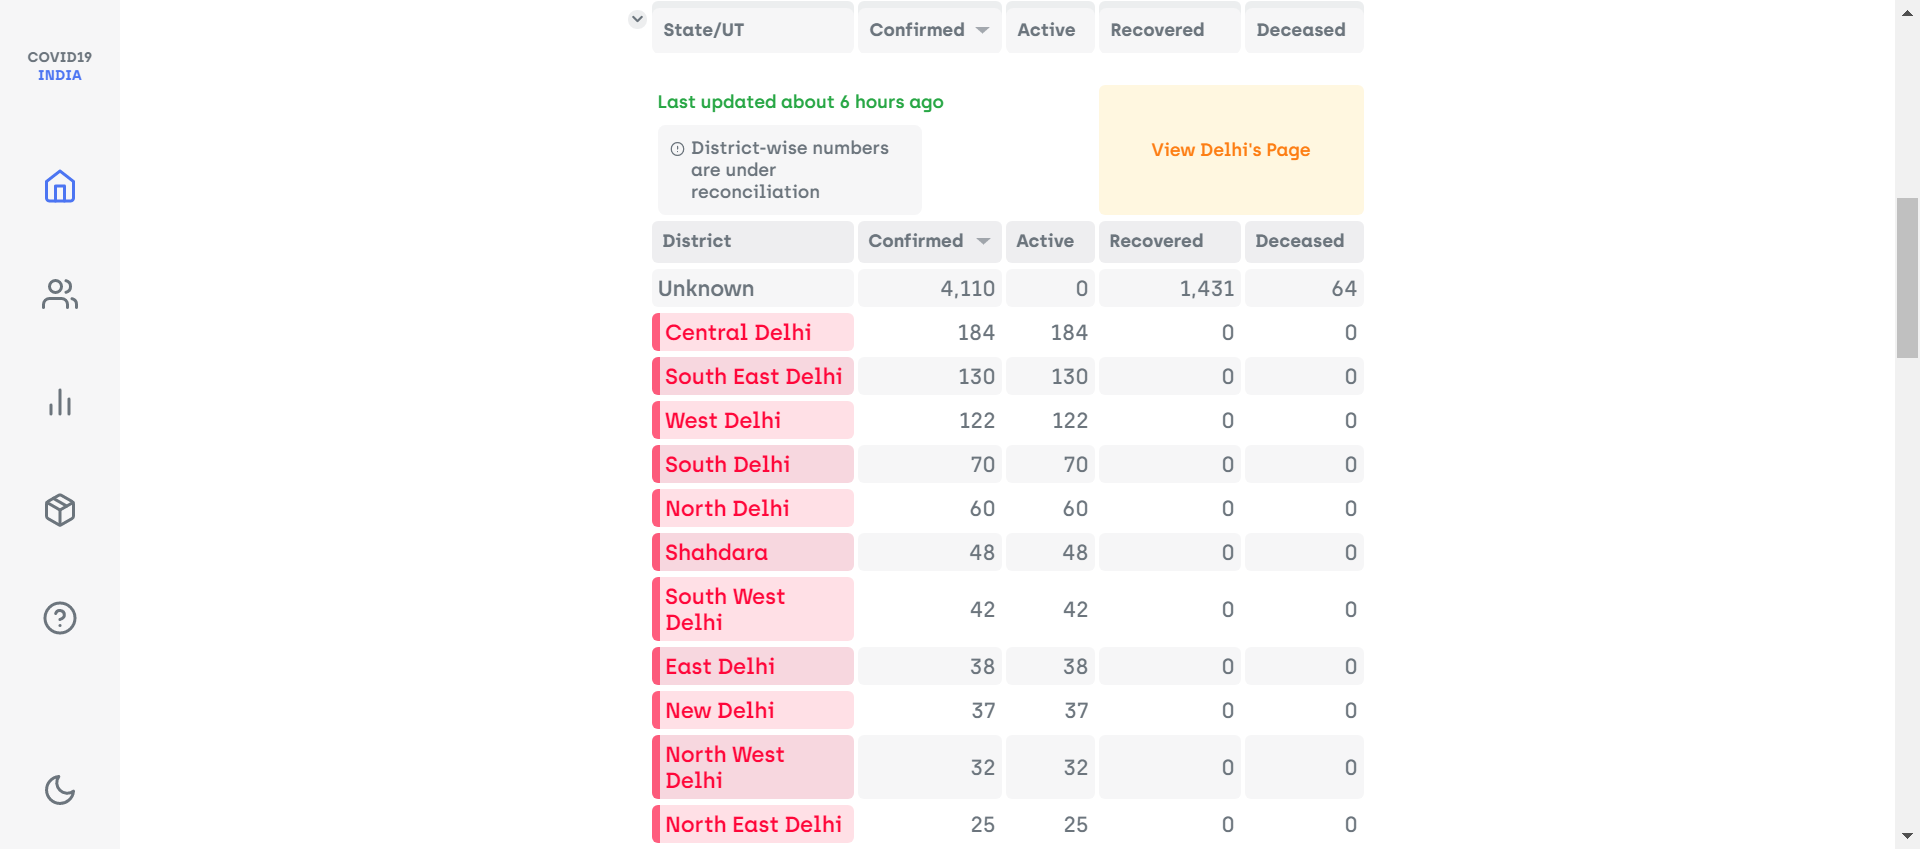 COVID19
INDIA
State/UT Confirmed Active Recovered Deceased
Last updated about 6 hours ago
District-wise numbers
are under
reconciliation
View Delhi's Page
District Confirmed Active Recovered Deceased
Unknown 4,110 0 1,431 64
Central Delhi 184 184 0 0
South East Delhi 130 130 0 0
West Delhi 122 122 0 0
South Delhi 70 70 0 0
North Delhi 60 60 0 0
Shahdara 48 48 0 0
South West
Delhi 42 42 0 0
East Delhi 38 38 0 0
New Delhi 37 37 0 0
North West
Delhi 32 32 0 0
North East Delhi 25 25 0 0